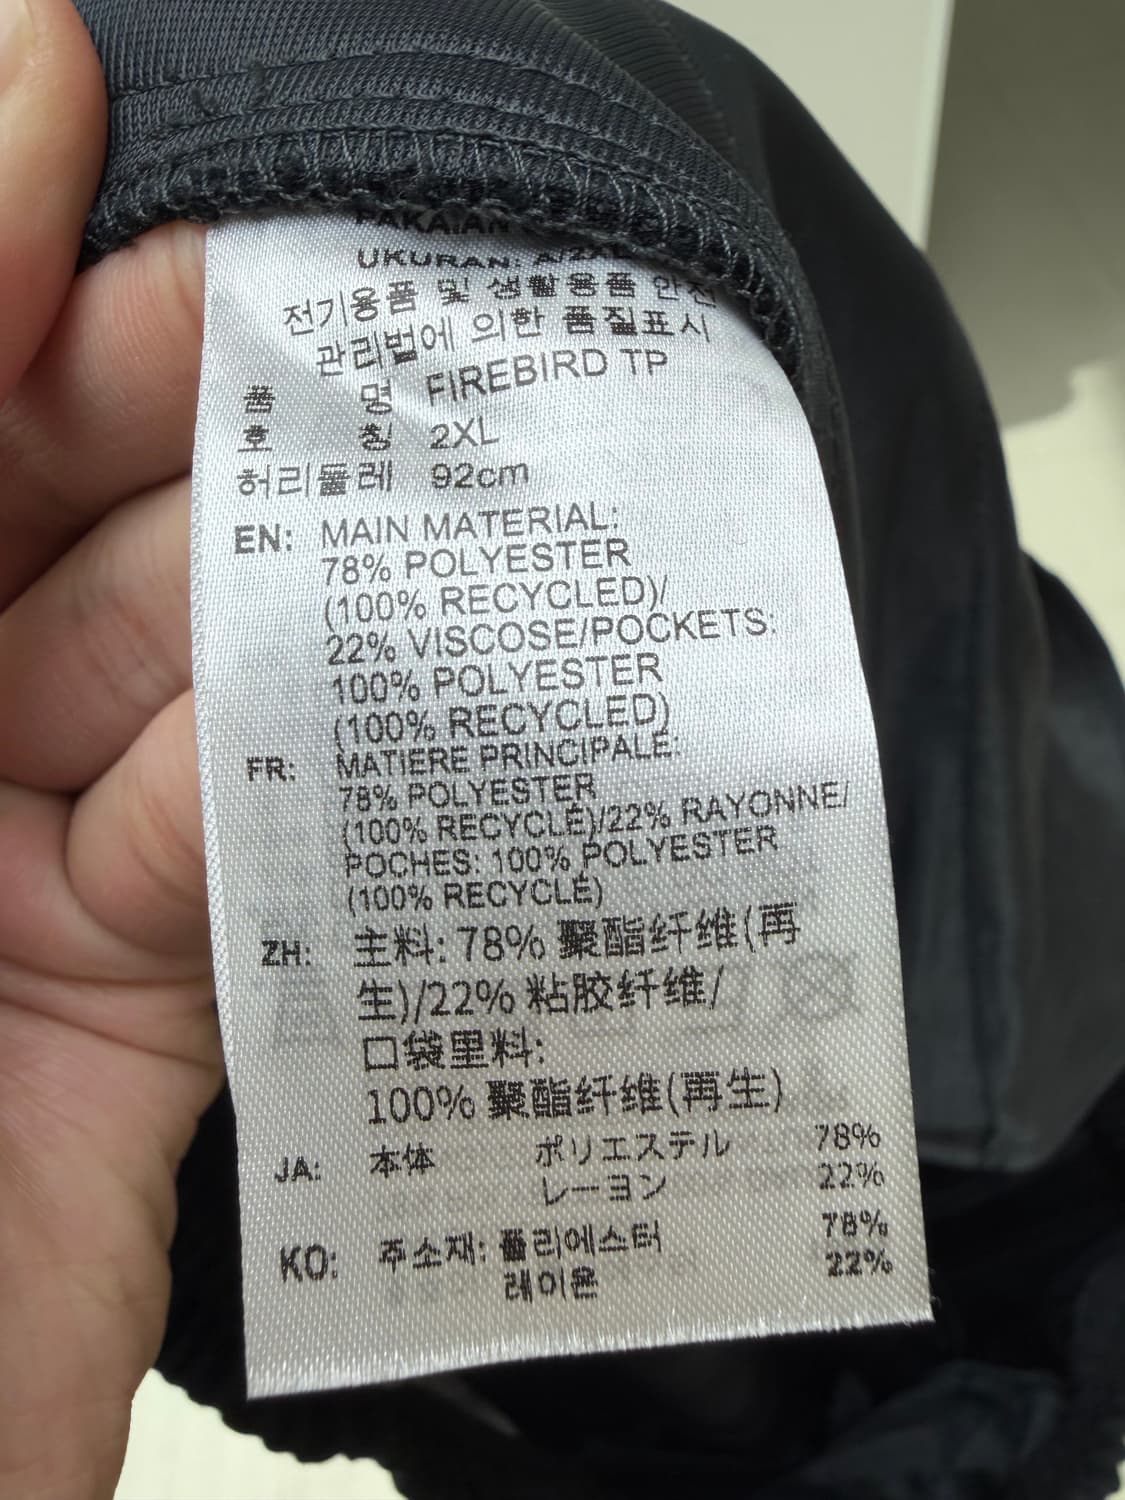 PAKAIAN
UKURAN: A/2XL
전기용품 및 생활용품 안전
관리법에 의한 품질표시
품 명 FIREBIRD TP
호 칭 2XL
허리둘레 92cm
EN: MAIN MATERIAL:
78% POLYESTER
(100% RECYCLED)/
22% VISCOSE/POCKETS:
100% POLYESTER
(100% RECYCLED)
FR: MATIÈRE PRINCIPALE:
78% POLYESTER
(100% RECYCLÉ)/22% RAYONNE/
POCHES: 100% POLYESTER
(100% RECYCLÉ)
ZH: 主料: 78% 聚酯纤维(再
生)/22% 粘胶纤维/
口袋里料:
100% 聚酯纤维(再生)
JA: 本体 ポリエステル 78%
レーヨン 22%
KO: 주소재: 폴리에스터 78%
레이온 22%